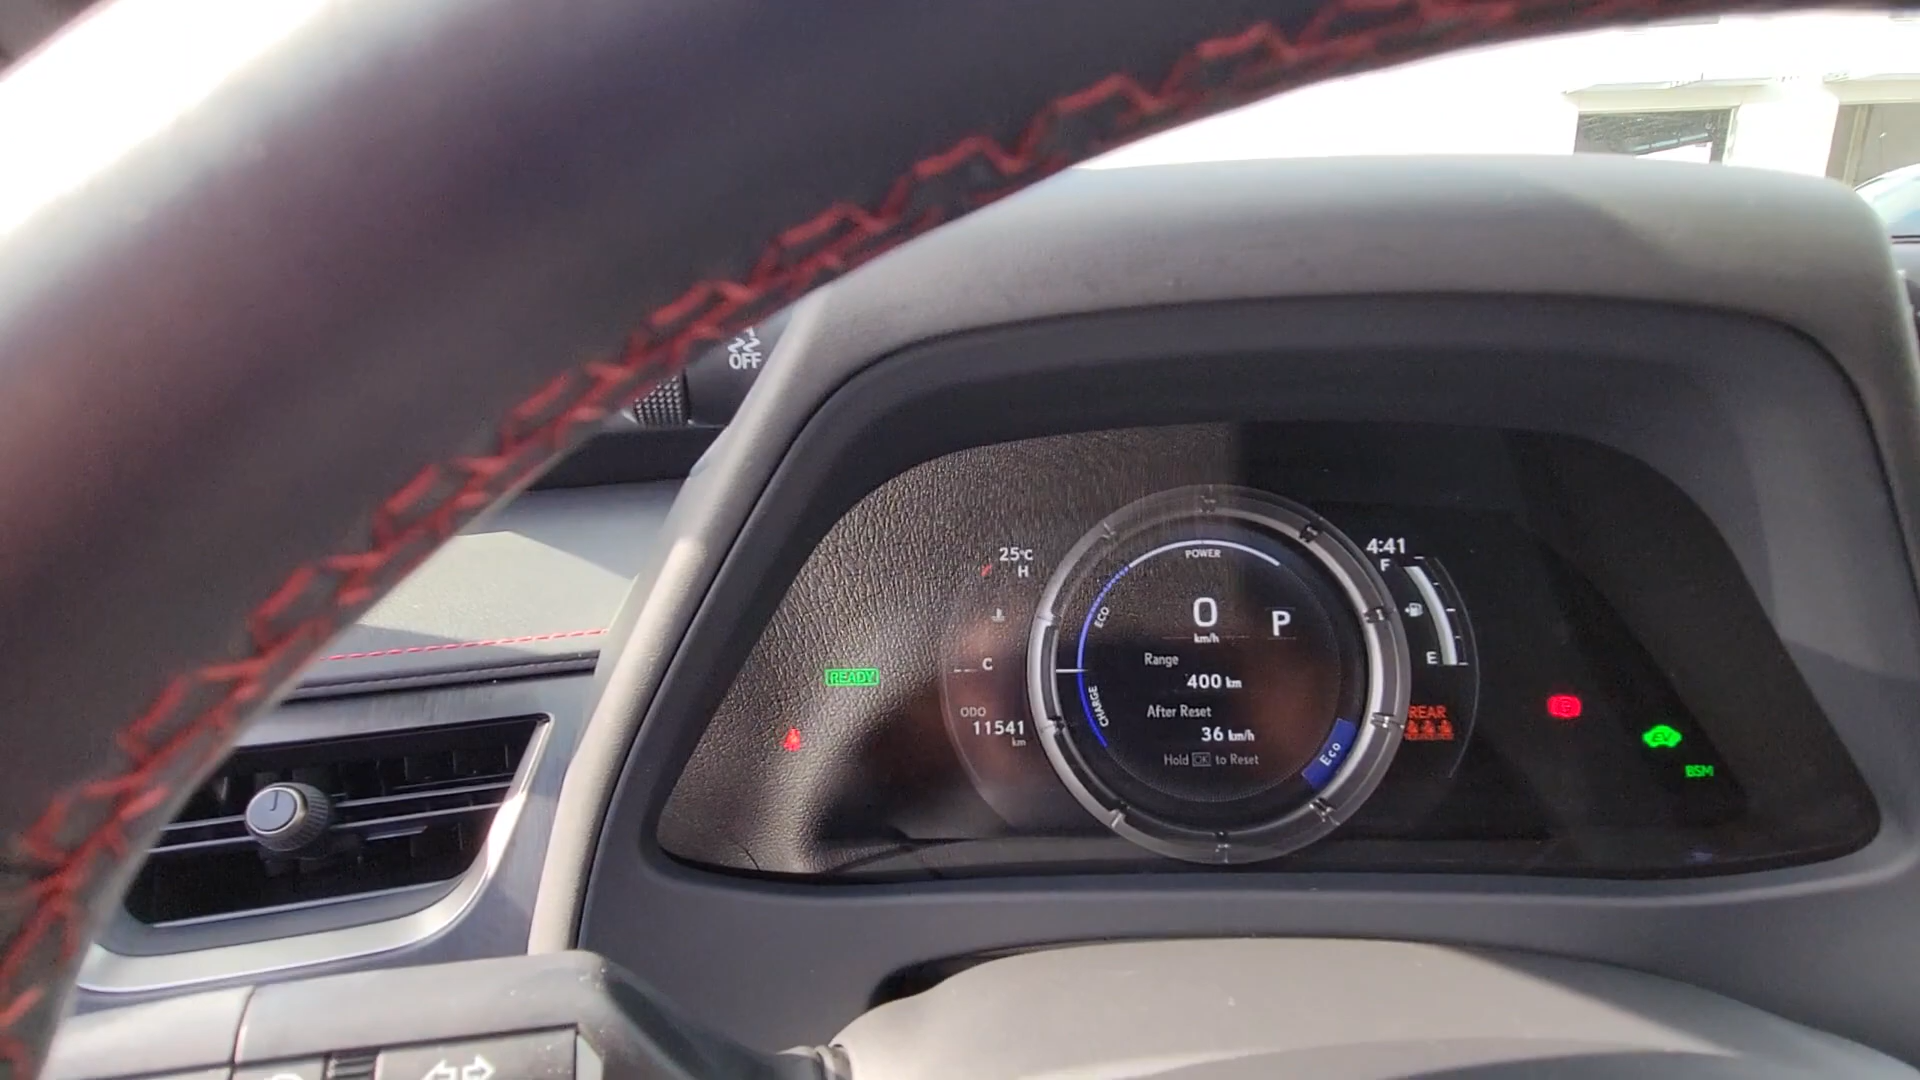 OFF
25°C
H
C
READY
ODO
11541
km
POWER
ECO
CHARGE
0
km/h
P
Range
400 km
After Reset
36 km/h
Hold OK to Reset
Eco
4:41
F
E
REAR
EV
BSM